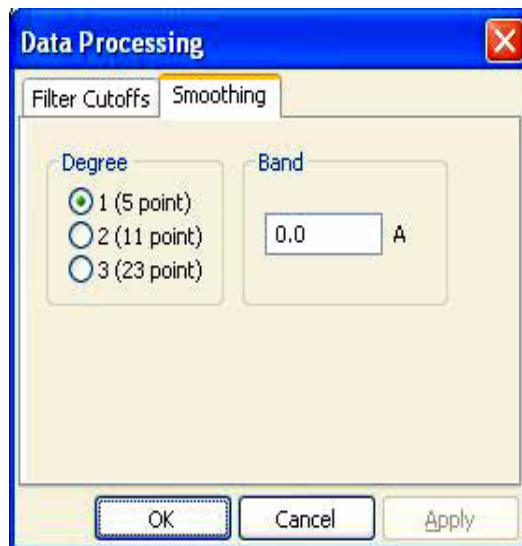 Data Processing
Filter Cutoffs
Smoothing
Degree
1 (5 point)
2 (11 point)
3 (23 point)
Band
0.0 A
OK
Cancel
Apply